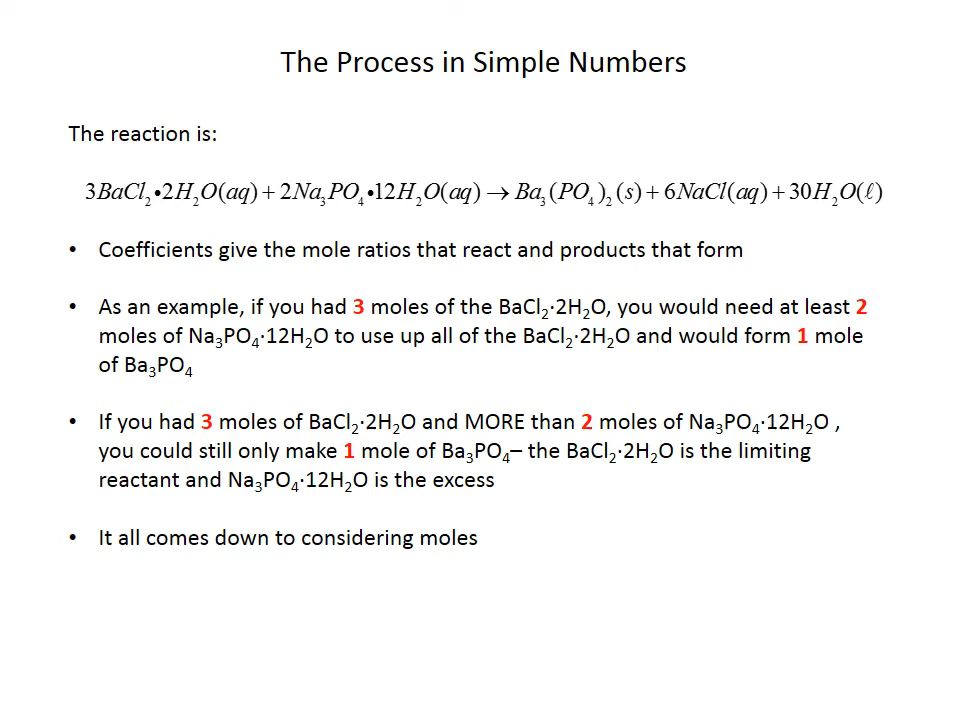 The Process in Simple Numbers
The reaction is:
3BaCl₂•2H₂O(aq) + 2Na₃PO₄•12H₂O(aq) → Ba₃(PO₄)₂(s) + 6NaCl(aq) + 30H₂O(ℓ)
• Coefficients give the mole ratios that react and products that form
• As an example, if you had 3 moles of the BaCl₂·2H₂O, you would need at least 2
moles of Na₃PO₄·12H₂O to use up all of the BaCl₂·2H₂O and would form 1 mole
of Ba₃PO₄
• If you had 3 moles of BaCl₂·2H₂O and MORE than 2 moles of Na₃PO₄·12H₂O ,
you could still only make 1 mole of Ba₃PO₄– the BaCl₂·2H₂O is the limiting
reactant and Na₃PO₄·12H₂O is the excess
• It all comes down to considering moles